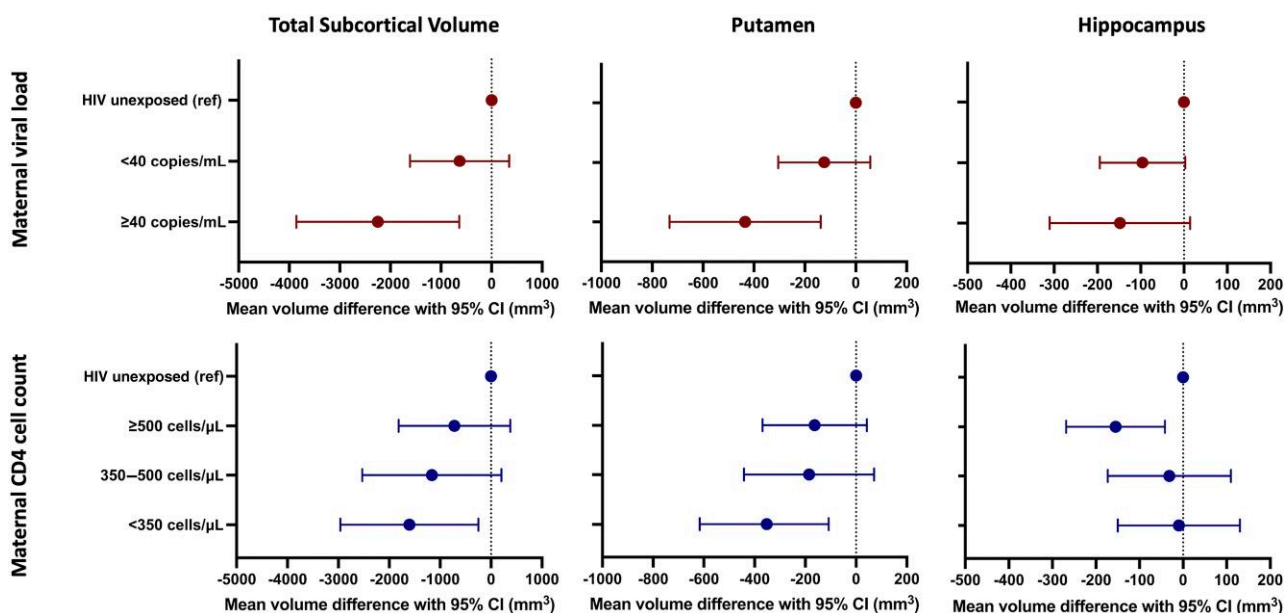 Total Subcortical Volume Putamen Hippocampus
Maternal viral load
HIV unexposed (ref)
<40 copies/mL
≥40 copies/mL
-5000 -4000 -3000 -2000 -1000 0 1000
Mean volume difference with 95% CI (mm³)
-1000 -800 -600 -400 -200 0 200
Mean volume difference with 95% CI (mm³)
-500 -400 -300 -200 -100 0 100 200
Mean volume difference with 95% CI (mm³)
Maternal CD4 cell count
HIV unexposed (ref)
≥500 cells/µL
350–500 cells/µL
<350 cells/µL
-5000 -4000 -3000 -2000 -1000 0 1000
Mean volume difference with 95% CI (mm³)
-1000 -800 -600 -400 -200 0 200
Mean volume difference with 95% CI (mm³)
-500 -400 -300 -200 -100 0 100 200
Mean volume difference with 95% CI (mm³)